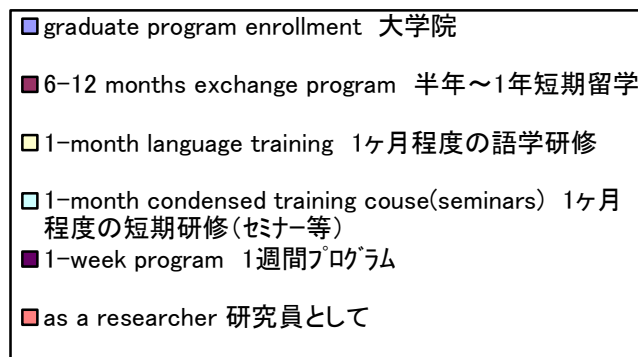 graduate program enrollment 大学院
6-12 months exchange program 半年～1年短期留学
1-month language training 1ヶ月程度の語学研修
1-month condensed training couse(seminars) 1ヶ月
程度の短期研修(ｾﾐﾅｰ等)
1-week program 1週間ﾌﾟﾛｸﾞﾗﾑ
as a researcher 研究員として